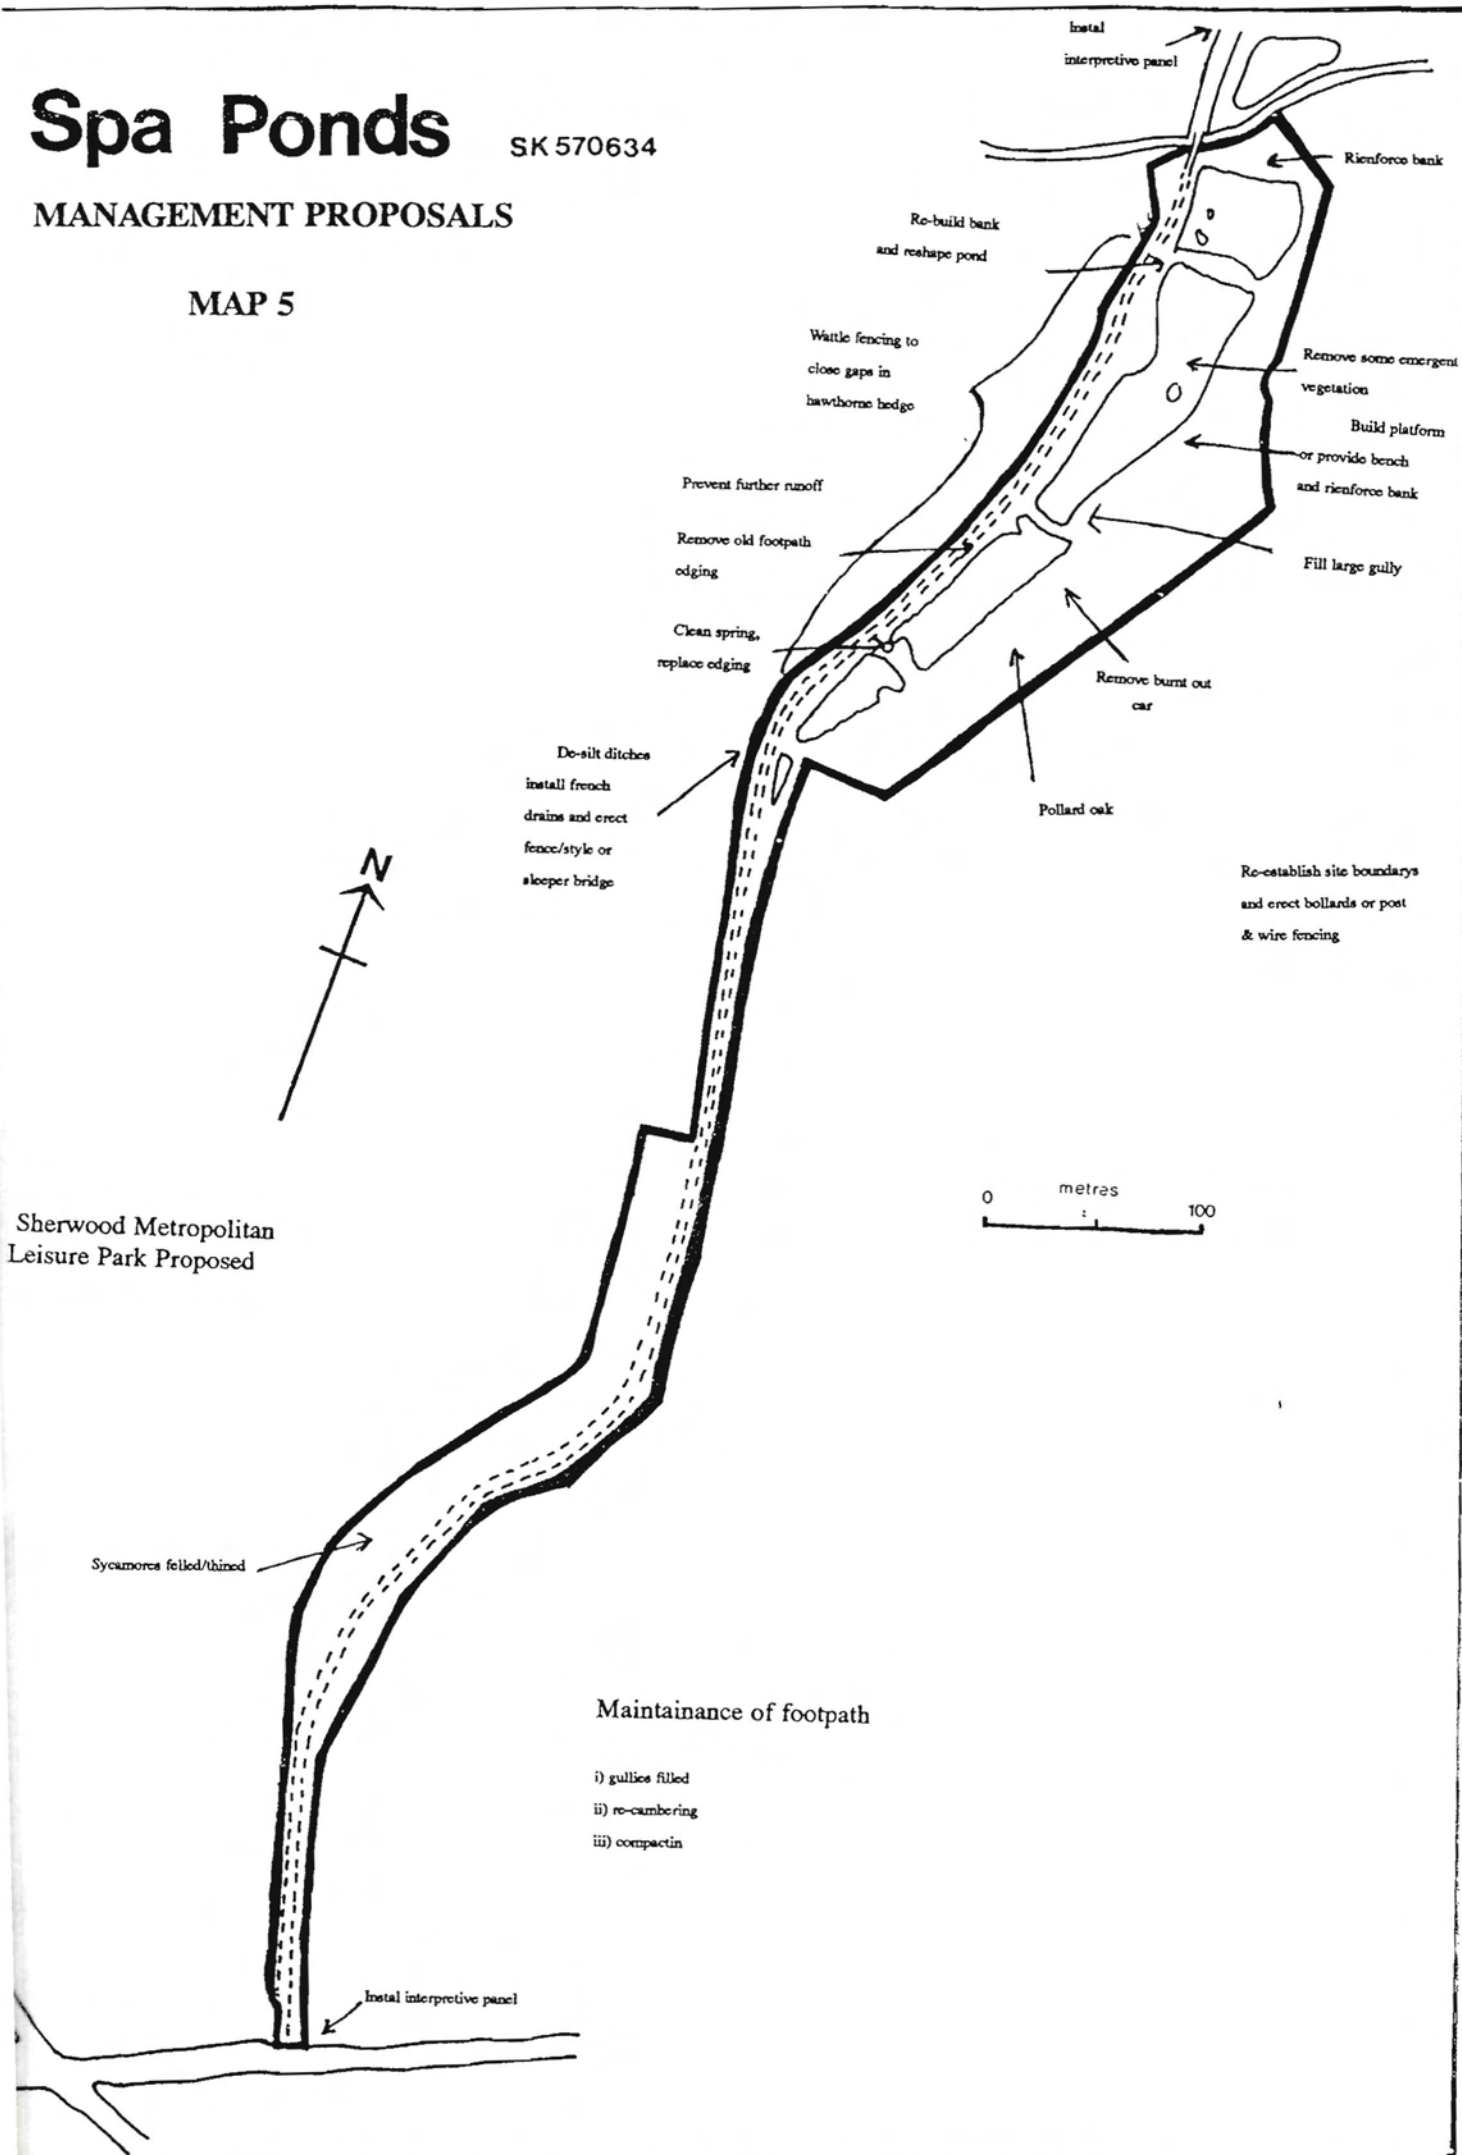 Spa Ponds SK 570634
MANAGEMENT PROPOSALS
MAP 5
Instal
interpretive panel
Rienforce bank
Re-build bank
and reshape pond
Wattle fencing to
close gaps in
hawthorne hedge
Remove some emergent
vegetation
Build platform
or provide bench
and rienforce bank
Prevent further runoff
Remove old footpath
edging
Fill large gully
Clean spring,
replace edging
Remove burnt out
car
De-silt ditches
install french
drains and erect
fence/style or
sleeper bridge
Pollard oak
Re-establish site boundarys
and erect bollards or post
& wire fencing
N
0 metres 100
Sherwood Metropolitan
Leisure Park Proposed
Sycamores felled/thined
Maintainance of footpath
i) gullies filled
ii) re-cambering
iii) compactin
Instal interpretive panel